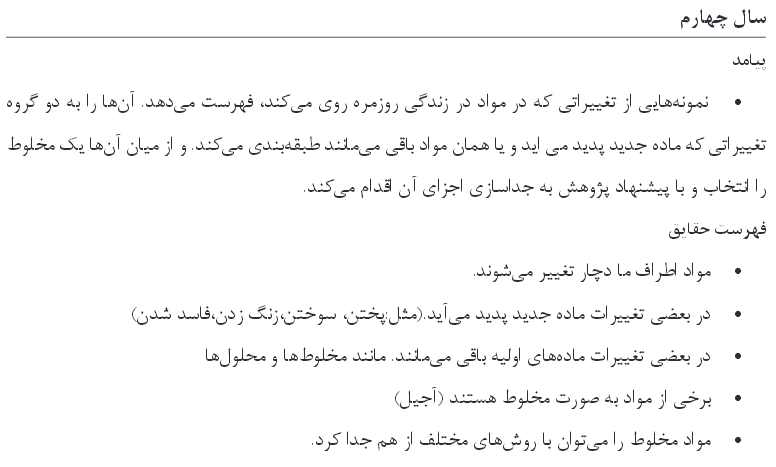 سال چهارم
پیامد
• نمونه‌هایی از تغییراتی که در مواد در زندگی روزمره روی می‌کند، فهرست می‌دهد. آن‌ها را به دو گروه
تغییراتی که ماده جدید پدید می اید و یا همان مواد باقی می‌مانند طبقه‌بندی می‌کند. و از میان آن‌ها یک مخلوط
را انتخاب و با پیشنهاد پژوهش به جداسازی اجزای آن اقدام می‌کند.
فهرست حقایق
• مواد اطراف ما دچار تغییر می‌شوند.
• در بعضی تغییرات ماده جدید پدید می‌آید.(مثل:پختن، سوختن،زنگ زدن،فاسد شدن)
• در بعضی تغییرات ماده‌های اولیه باقی می‌مانند. مانند مخلوط‌ها و محلول‌ها
• برخی از مواد به صورت مخلوط هستند (آجیل)
• مواد مخلوط را می‌توان با روش‌های مختلف از هم جدا کرد.